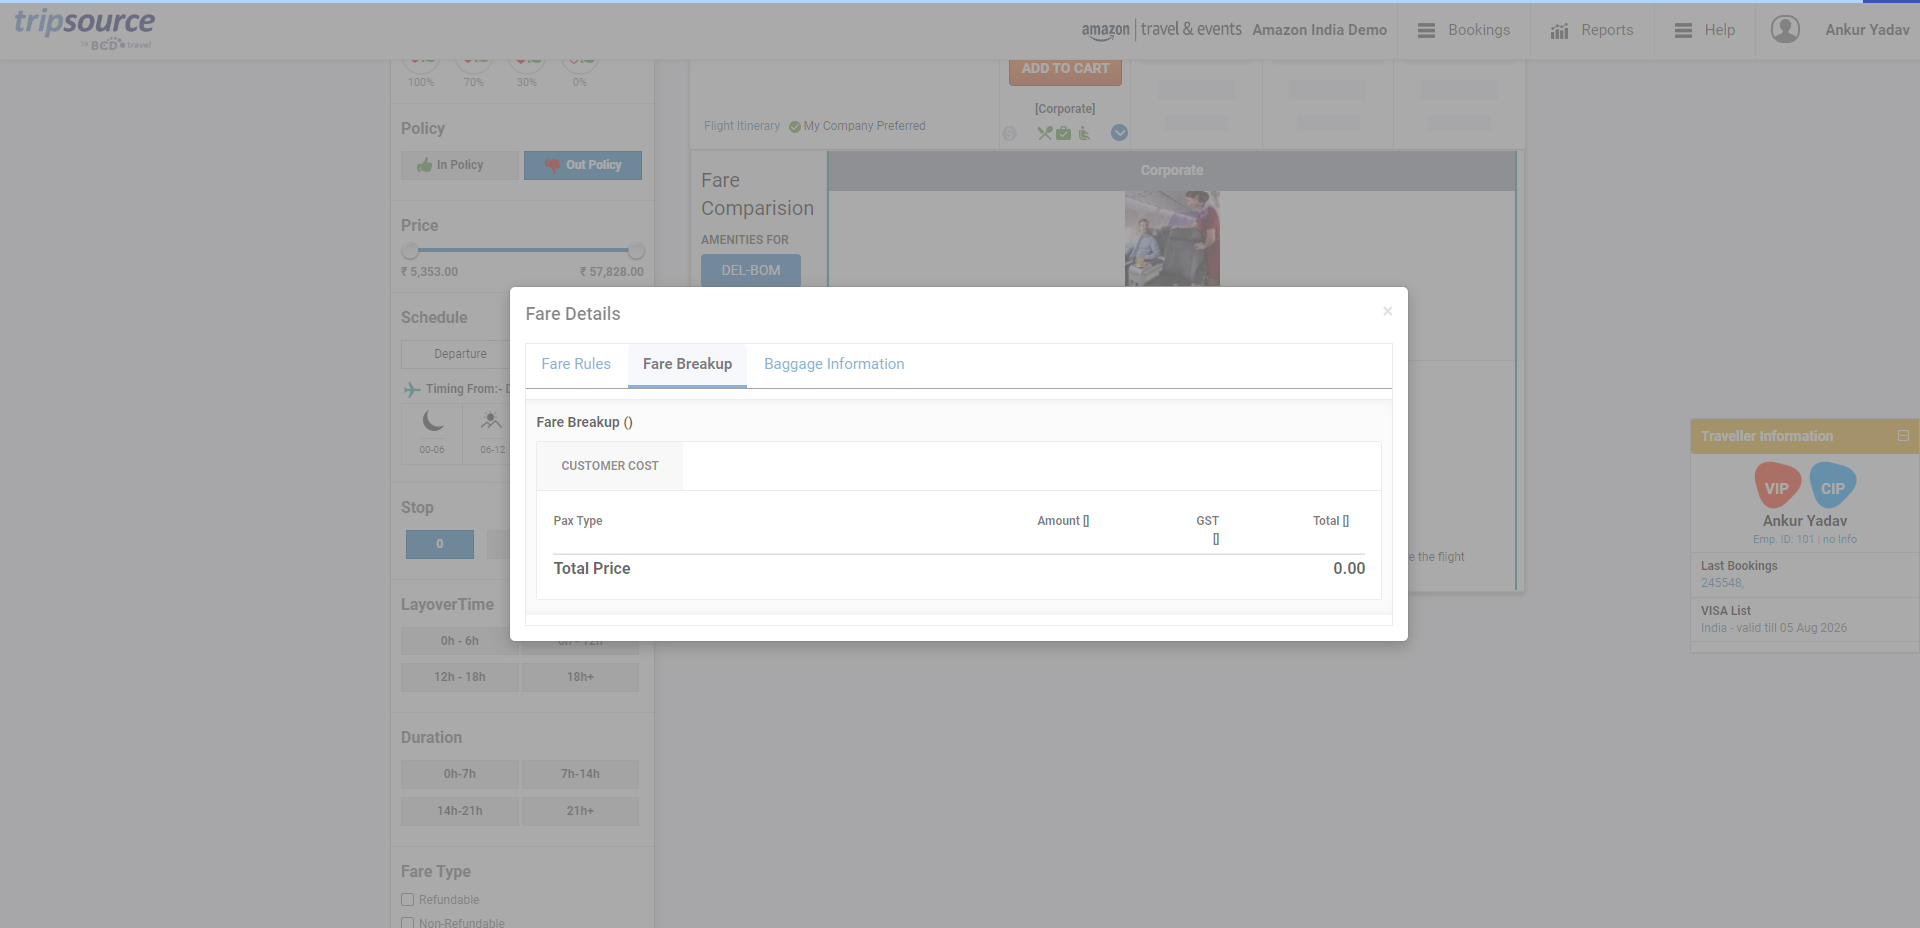 tripsource
by BCD travel
amazon | travel & events Amazon India Demo
Bookings
Reports
Help
Ankur Yadav
100% 70% 30% 0%
Policy
In Policy Out Policy
Price
₹ 5,353.00 ₹ 57,828.00
Schedule
Departure
Timing From:- D
00-06 06-12
Stop
0
LayoverTime
0h - 6h 6h - 12h
12h - 18h 18h+
Duration
0h-7h 7h-14h
14h-21h 21h+
Fare Type
Refundable
Non-Refundable
ADD TO CART
[Corporate]
Flight Itinerary My Company Preferred
Fare
Comparision
AMENITIES FOR
DEL-BOM
Corporate
e the flight
Fare Details ×
Fare Rules Fare Breakup Baggage Information
Fare Breakup ()
CUSTOMER COST
Pax Type Amount [] GST [] Total []
Total Price 0.00
Traveller Information
VIP CIP
Ankur Yadav
Emp. ID: 101 | no Info
Last Bookings
245548,
VISA List
India - valid till 05 Aug 2026